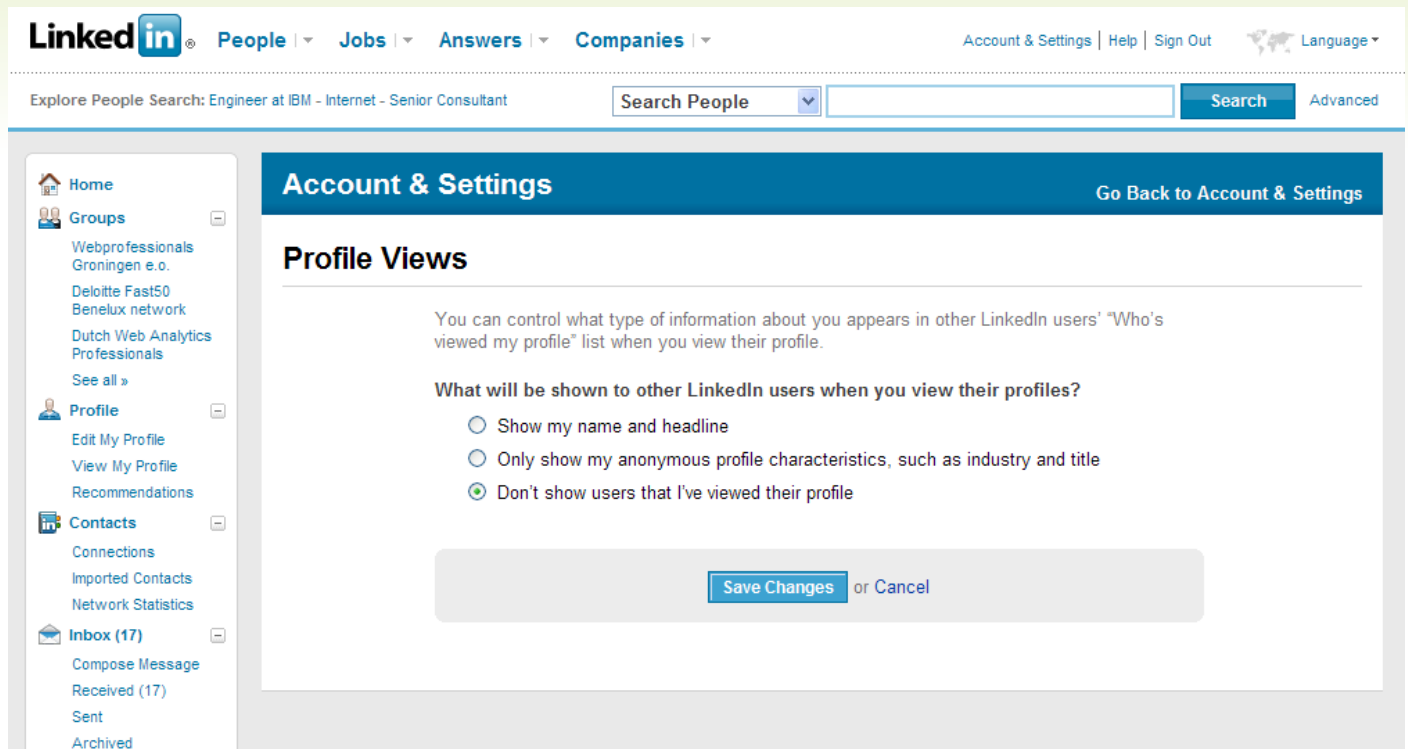 Linked in ® People Jobs Answers Companies Account & Settings | Help | Sign Out Language
Explore People Search: Engineer at IBM - Internet - Senior Consultant Search People Search Advanced
Home
Groups
Webprofessionals
Groningen e.o.
Deloitte Fast50
Benelux network
Dutch Web Analytics
Professionals
See all »
Profile
Edit My Profile
View My Profile
Recommendations
Contacts
Connections
Imported Contacts
Network Statistics
Inbox (17)
Compose Message
Received (17)
Sent
Archived
Account & Settings
Go Back to Account & Settings
Profile Views
You can control what type of information about you appears in other LinkedIn users' “Who's
viewed my profile” list when you view their profile.
What will be shown to other LinkedIn users when you view their profiles?
Show my name and headline
Only show my anonymous profile characteristics, such as industry and title
Don't show users that I've viewed their profile
Save Changes or Cancel